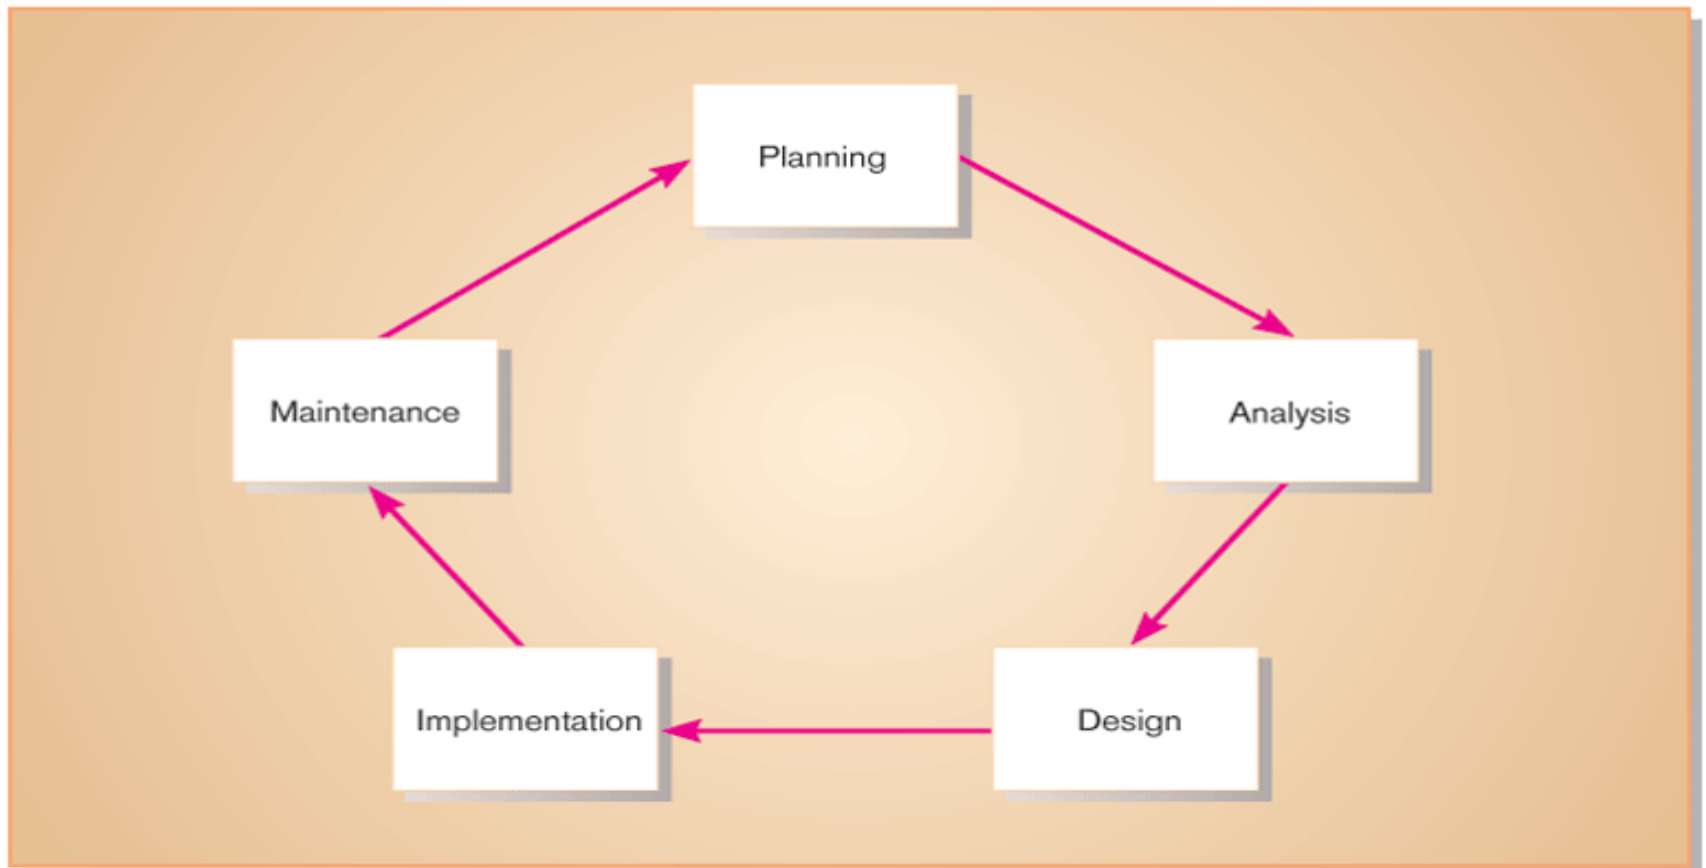 Planning
Analysis
Design
Implementation
Maintenance